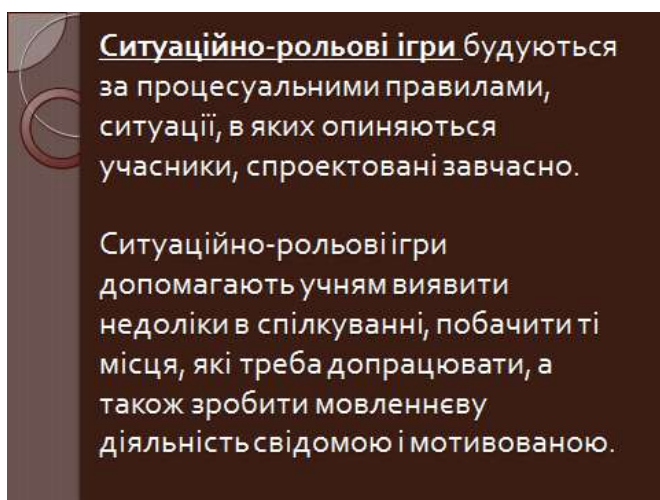 Ситуаційно-рольові ігри будуються
за процесуальними правилами,
ситуації, в яких опиняються
учасники, спроектовані завчасно.
Ситуаційно-рольові ігри
допомагають учням виявити
недоліки в спілкуванні, побачити ті
місця, які треба допрацювати, а
також зробити мовленнєву
діяльність свідомою і мотивованою.